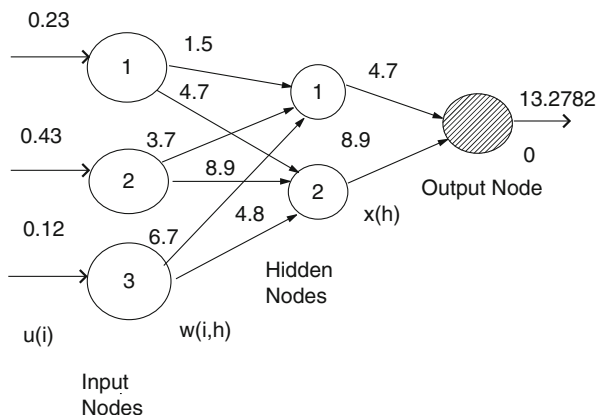 0.23
1.5
1
4.7
1
4.7
13.2782
0.43
3.7
2
8.9
8.9
0
2
Output Node
0.12
4.8
x(h)
6.7
3
Hidden
Nodes
u(i)
w(i,h)
Input
Nodes